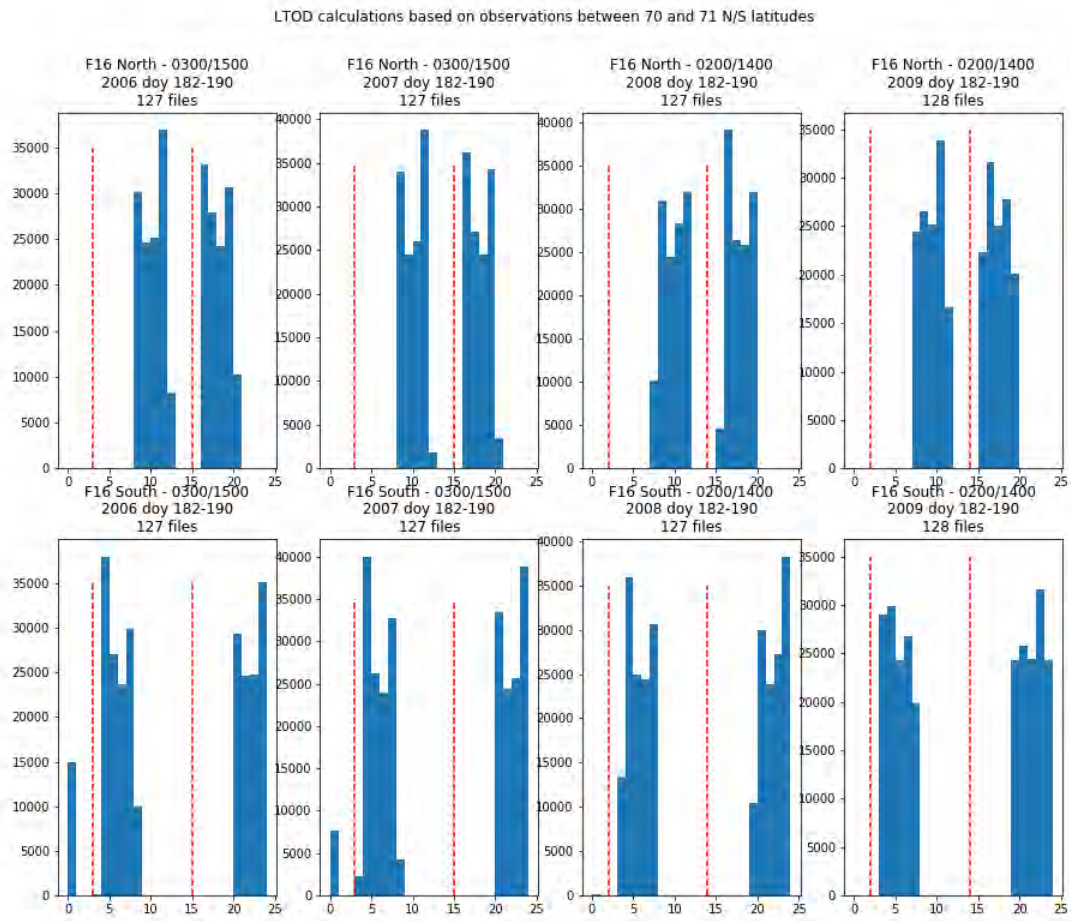 LTOD calculations based on observations between 70 and 71 N/S latitudes
F16 North - 0300/1500
2006 doy 182-190
127 files
35000
30000
25000
20000
15000
10000
5000
0
0 5 10 15 20 25
F16 North - 0300/1500
2007 doy 182-190
127 files
40000
35000
30000
25000
20000
15000
10000
5000
0
0 5 10 15 20 25
F16 North - 0200/1400
2008 doy 182-190
127 files
40000
35000
30000
25000
20000
15000
10000
5000
0
0 5 10 15 20 25
F16 North - 0200/1400
2009 doy 182-190
128 files
35000
30000
25000
20000
15000
10000
5000
0
0 5 10 15 20 25
F16 South - 0300/1500
2006 doy 182-190
127 files
35000
30000
25000
20000
15000
10000
5000
0
0 5 10 15 20 25
F16 South - 0300/1500
2007 doy 182-190
127 files
40000
35000
30000
25000
20000
15000
10000
5000
0
0 5 10 15 20 25
F16 South - 0200/1400
2008 doy 182-190
127 files
40000
35000
30000
25000
20000
15000
10000
5000
0
0 5 10 15 20 25
F16 South - 0200/1400
2009 doy 182-190
128 files
35000
30000
25000
20000
15000
10000
5000
0
0 5 10 15 20 25